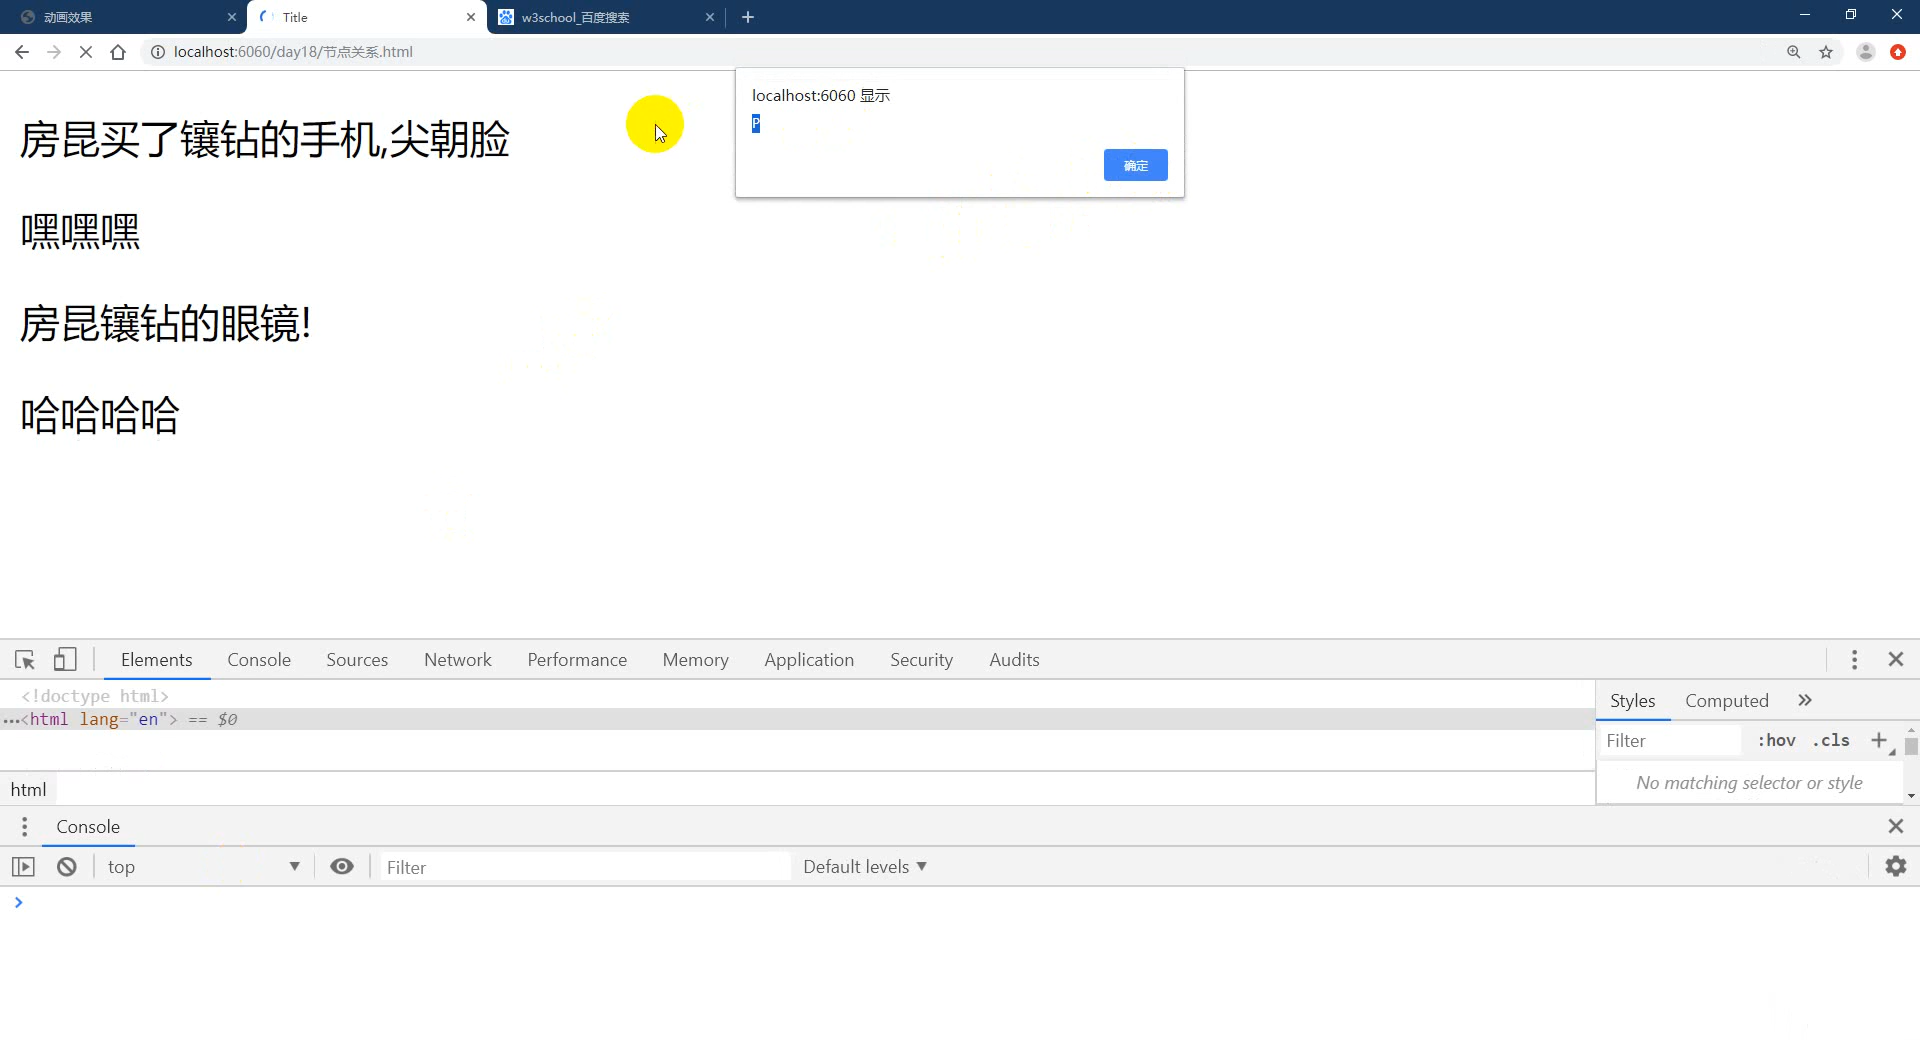 动画效果
Title
w3school_百度搜索
localhost:6060/day18/节点关系.html
localhost:6060 显示
P
确定
房昆买了镶钻的手机,尖朝脸
嘿嘿嘿
房昆镶钻的眼镜!
哈哈哈哈
Elements Console Sources Network Performance Memory Application Security Audits
<!doctype html>
<html lang="en"> == $0
Styles Computed
Filter :hov .cls
No matching selector or style
html
Console
top Filter Default levels